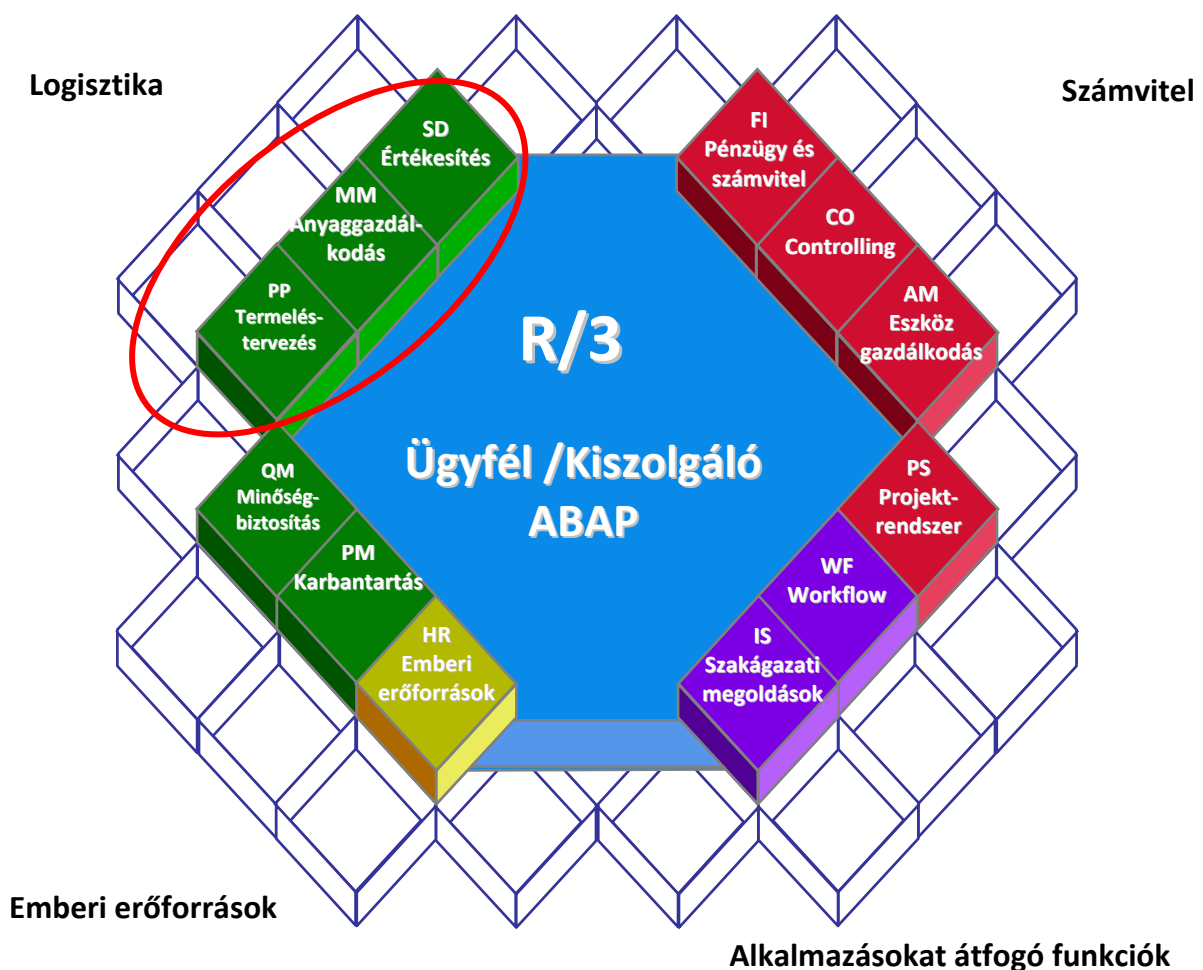 Logisztika
Számvitel
SD
Értékesítés
MM
Anyaggazdál-
kodás
PP
Termelés-
tervezés
FI
Pénzügy és
számvitel
CO
Controlling
AM
Eszköz
gazdálkodás
R/3
Ügyfél /Kiszolgáló
ABAP
QM
Minőség-
biztosítás
PM
Karbantartás
HR
Emberi
erőforrások
PS
Projekt-
rendszer
WF
Workflow
IS
Szakágazati
megoldások
Emberi erőforrások
Alkalmazásokat átfogó funkciók